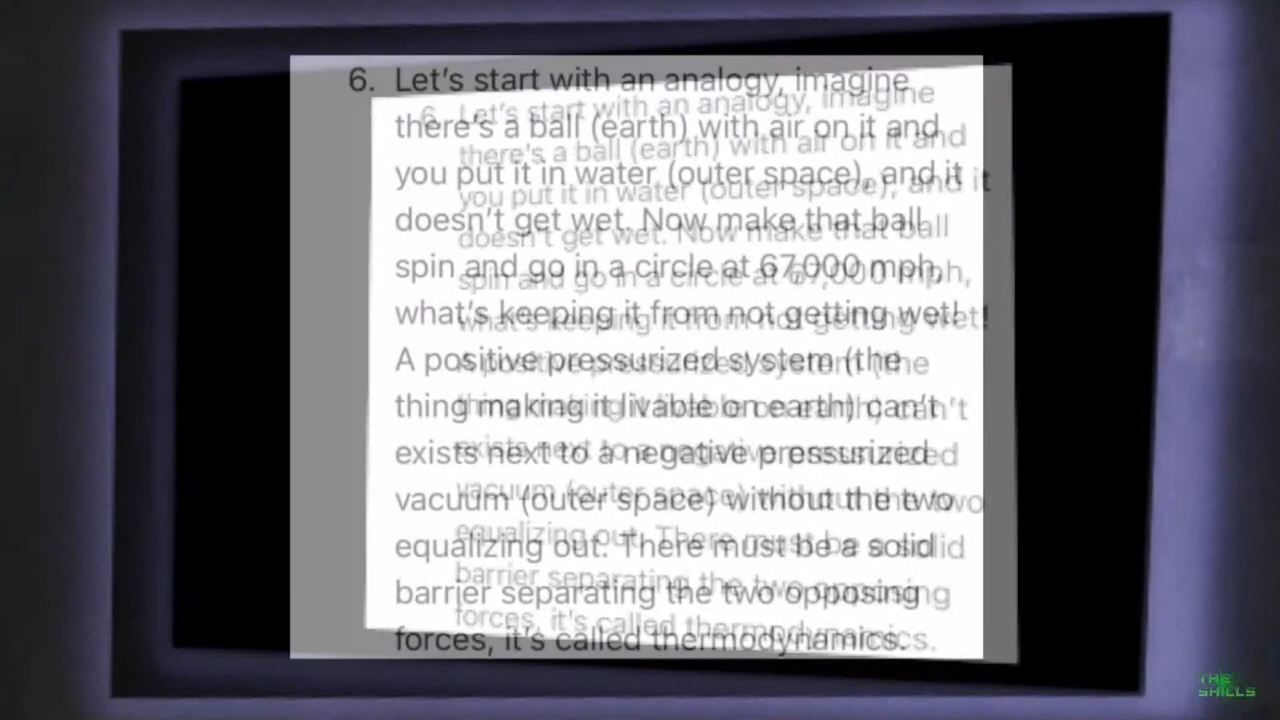 6. Let's start with an analogy, imagine
there's a ball (earth) with air on it and
you put it in water (outer space), and it
doesn't get wet. Now make that ball
spin and go in a circle at 67,000 mph,
what's keeping it from not getting wet!
A positive pressurized system (the
thing making it livable on earth) can't
exists next to a negative pressurized
vacuum (outer space) without the two
equalizing out. There must be a solid
barrier separating the two opposing
forces, it's called thermodynamics.
THE
SHILLS